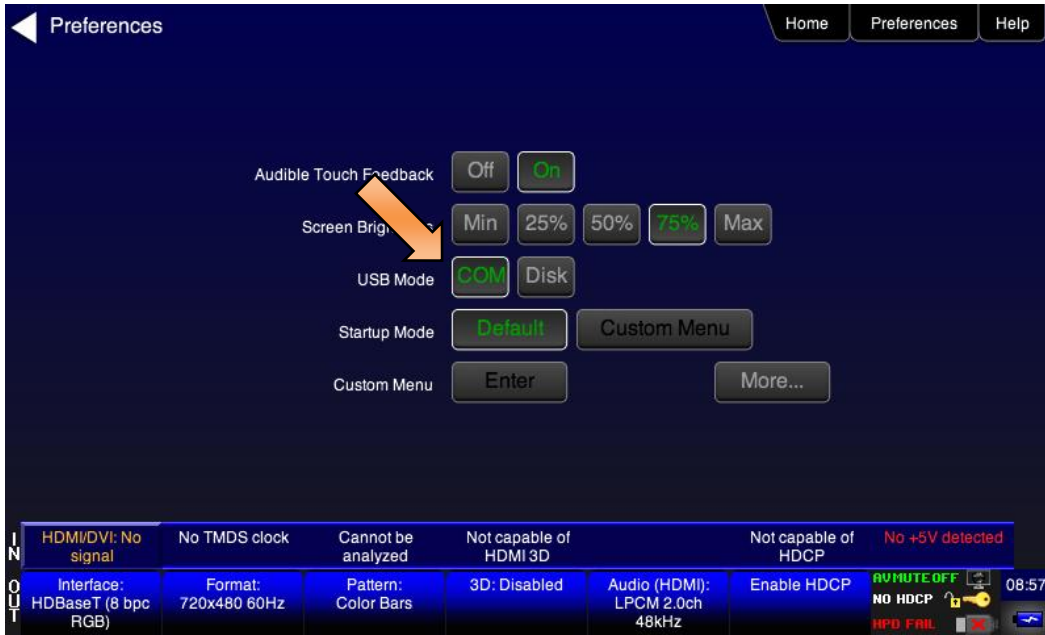 Preferences
Home Preferences Help
Audible Touch Feedback Off On
Screen Min 25% 50% 75% Max
USB Mode COM Disk
Startup Mode Default Custom Menu
Custom Menu Enter More...
IN
HDMI/DVI: No signal
No TMDS clock
Cannot be analyzed
Not capable of HDMI 3D
Not capable of HDCP
No +5V detected
OUT
Interface: HDBaseT (8 bpc RGB)
Format: 720x480 60Hz
Pattern: Color Bars
3D: Disabled
Audio (HDMI): LPCM 2.0ch 48kHz
Enable HDCP
AVMUTE OFF
NO HDCP
HPD FAIL
08:57